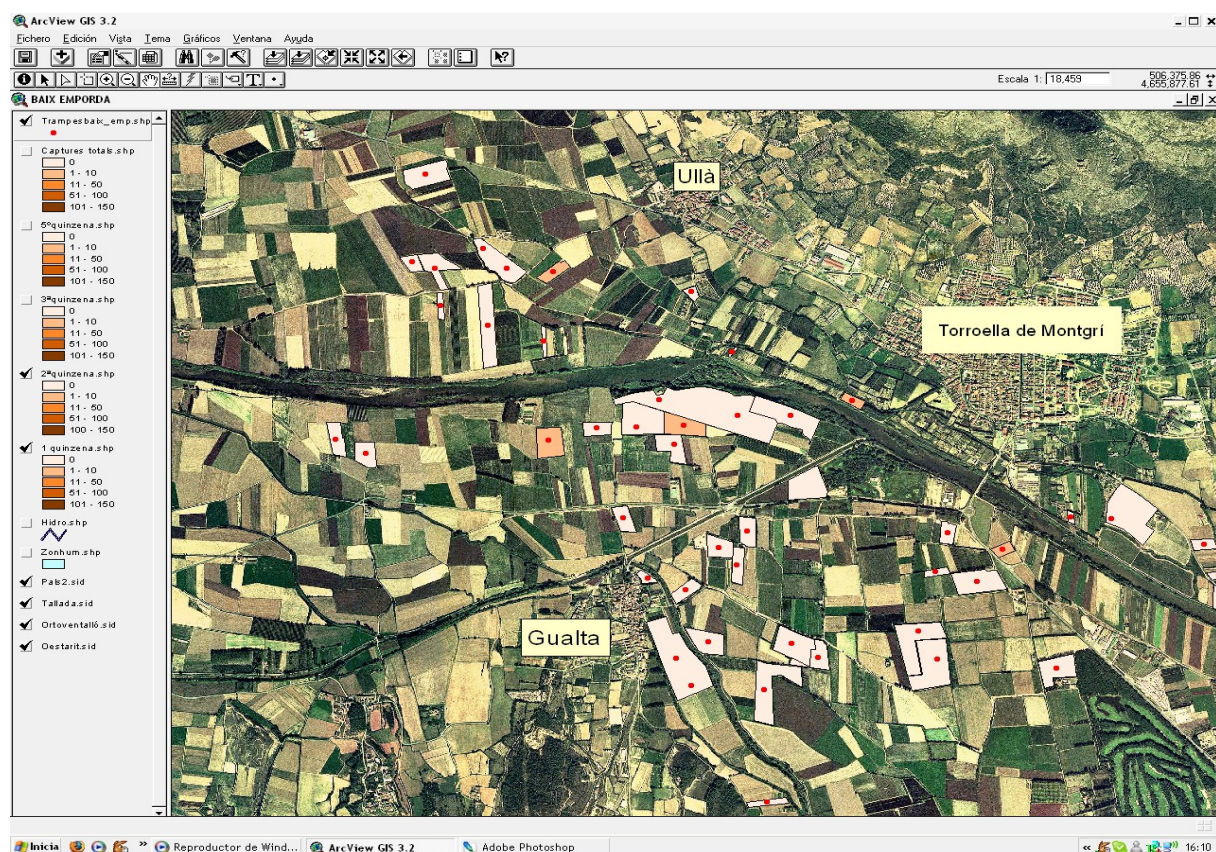 ArcView GIS 3.2
Fichero Edición Vista Tema Gráficos Ventana Ayuda
Escala 1: 18,459
506,375.86
4,655,877.61
BAIX EMPORDA
Trampesbaix_emp.shp
Captures totals.shp
0
1 - 10
11 - 50
51 - 100
101 - 150
5ºquinzena.shp
0
1 - 10
11 - 50
51 - 100
101 - 150
3ªquinzena.shp
0
1 - 10
11 - 50
51 - 100
101 - 150
2ªquinzena.shp
0
1 - 10
11 - 50
51 - 100
100 - 150
1 quinzena.shp
0
1 - 10
11 - 50
51 - 100
101 - 150
Hidro.shp
Zonhum.shp
Pals2.sid
Tallada.sid
Ortoventalló.sid
Oestarit.sid
Ullà
Torroella de Montgrí
Gualta
Inicia
Reproductor de Wind...
ArcView GIS 3.2
Adobe Photoshop
16:10